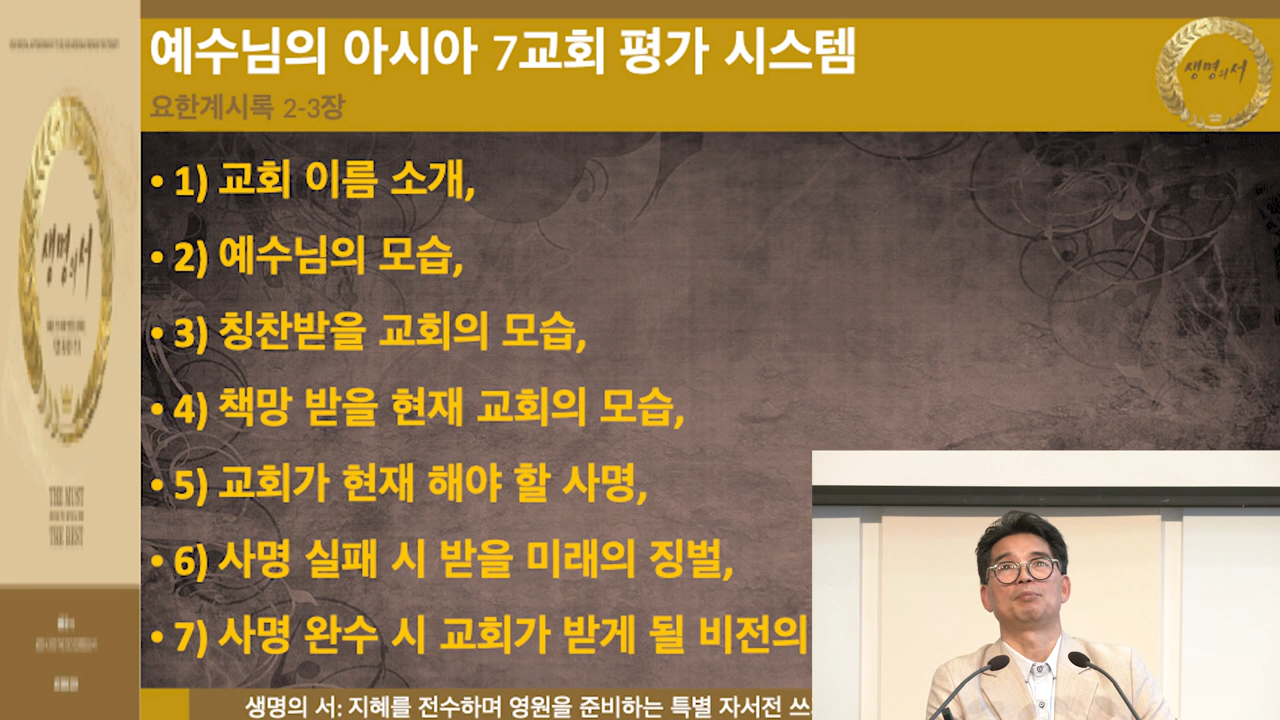 예수님의 아시아 7교회 평가 시스템
요한계시록 2-3장
생명의서
• 1) 교회 이름 소개,
• 2) 예수님의 모습,
• 3) 칭찬받을 교회의 모습,
• 4) 책망 받을 현재 교회의 모습,
• 5) 교회가 현재 해야 할 사명,
• 6) 사명 실패 시 받을 미래의 징벌,
• 7) 사명 완수 시 교회가 받게 될 비전의
생명의 서: 지혜를 전수하며 영원을 준비하는 특별 자서전 쓰
생명의서
THE MUST
THE BEST